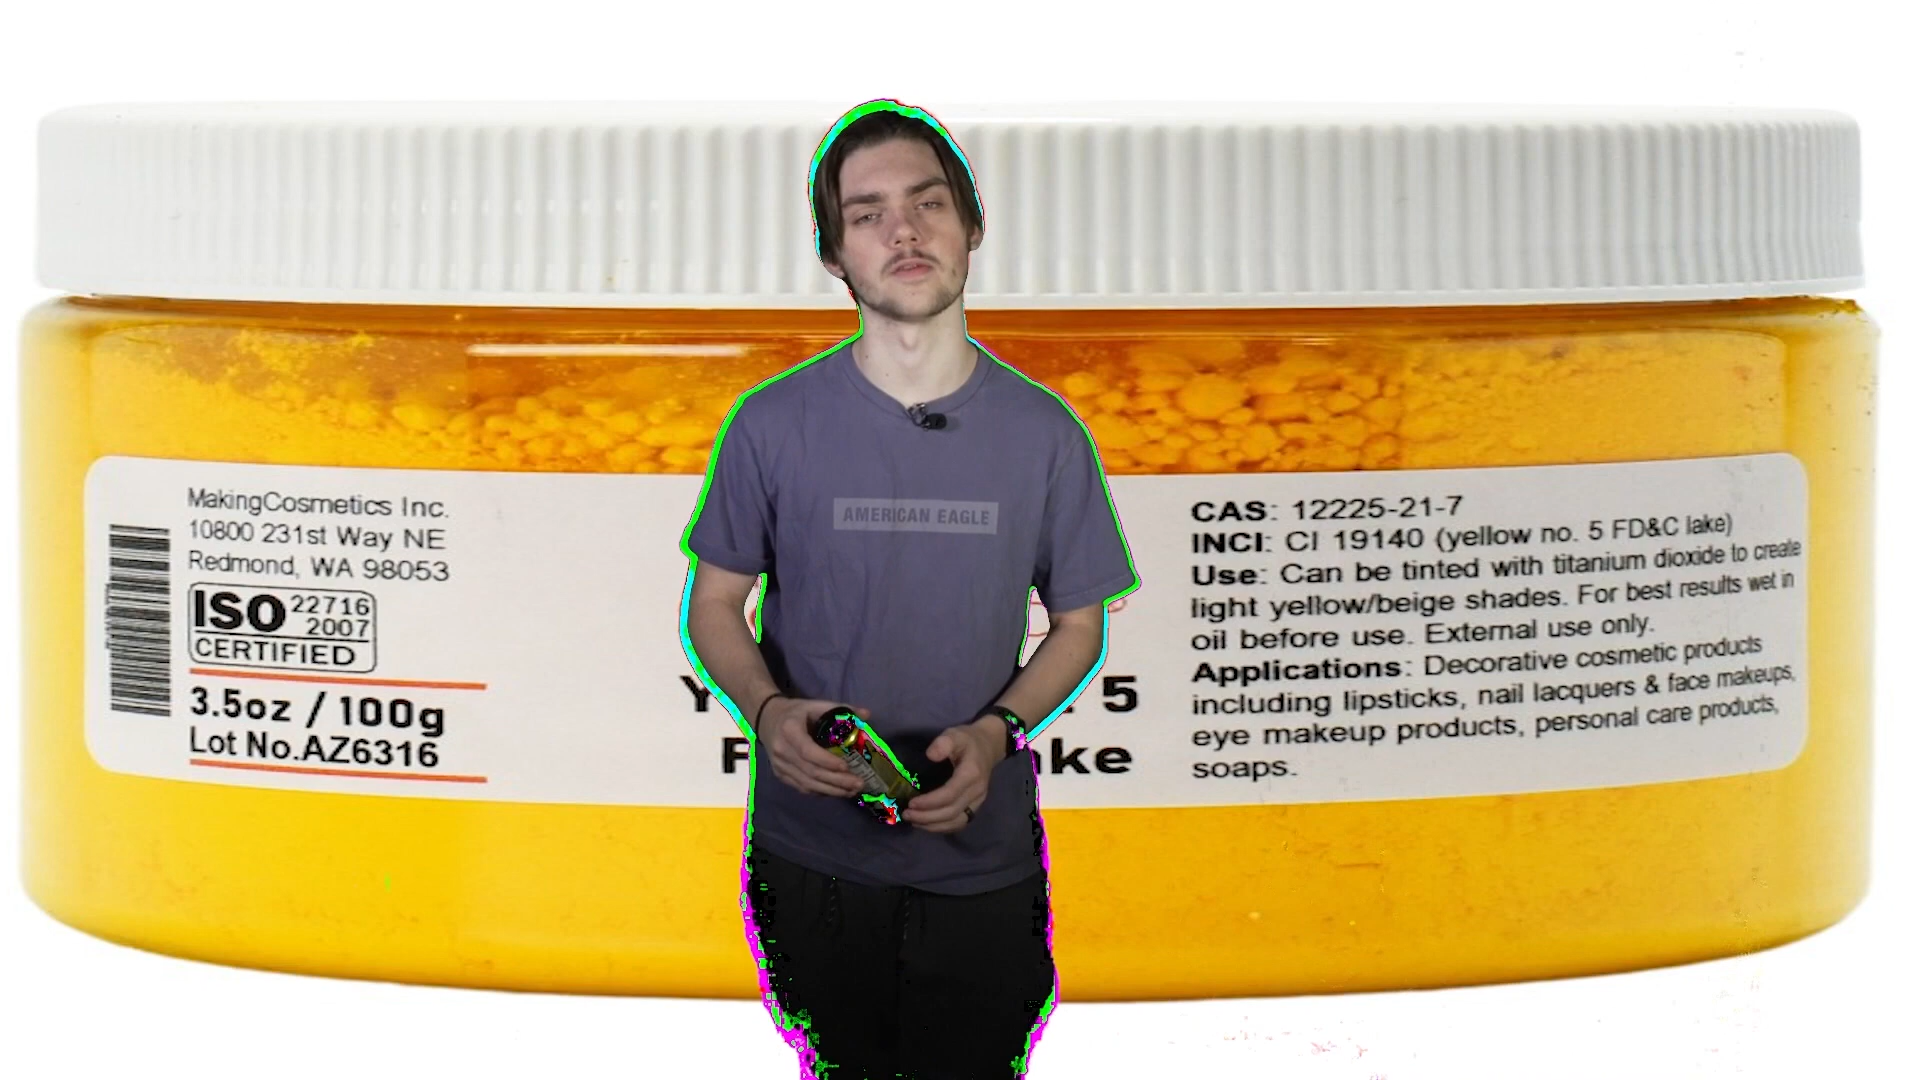 MakingCosmetics Inc.
10800 231st Way NE
Redmond, WA 98053
ISO 22716
2007
CERTIFIED
3.5oz / 100g
Lot No.AZ6316
AMERICAN EAGLE
Y 5
F ake
CAS: 12225-21-7
INCI: CI 19140 (yellow no. 5 FD&C lake)
Use: Can be tinted with titanium dioxide to create
light yellow/beige shades. For best results wet in
oil before use. External use only.
Applications: Decorative cosmetic products
including lipsticks, nail lacquers & face makeups,
eye makeup products, personal care products,
soaps.